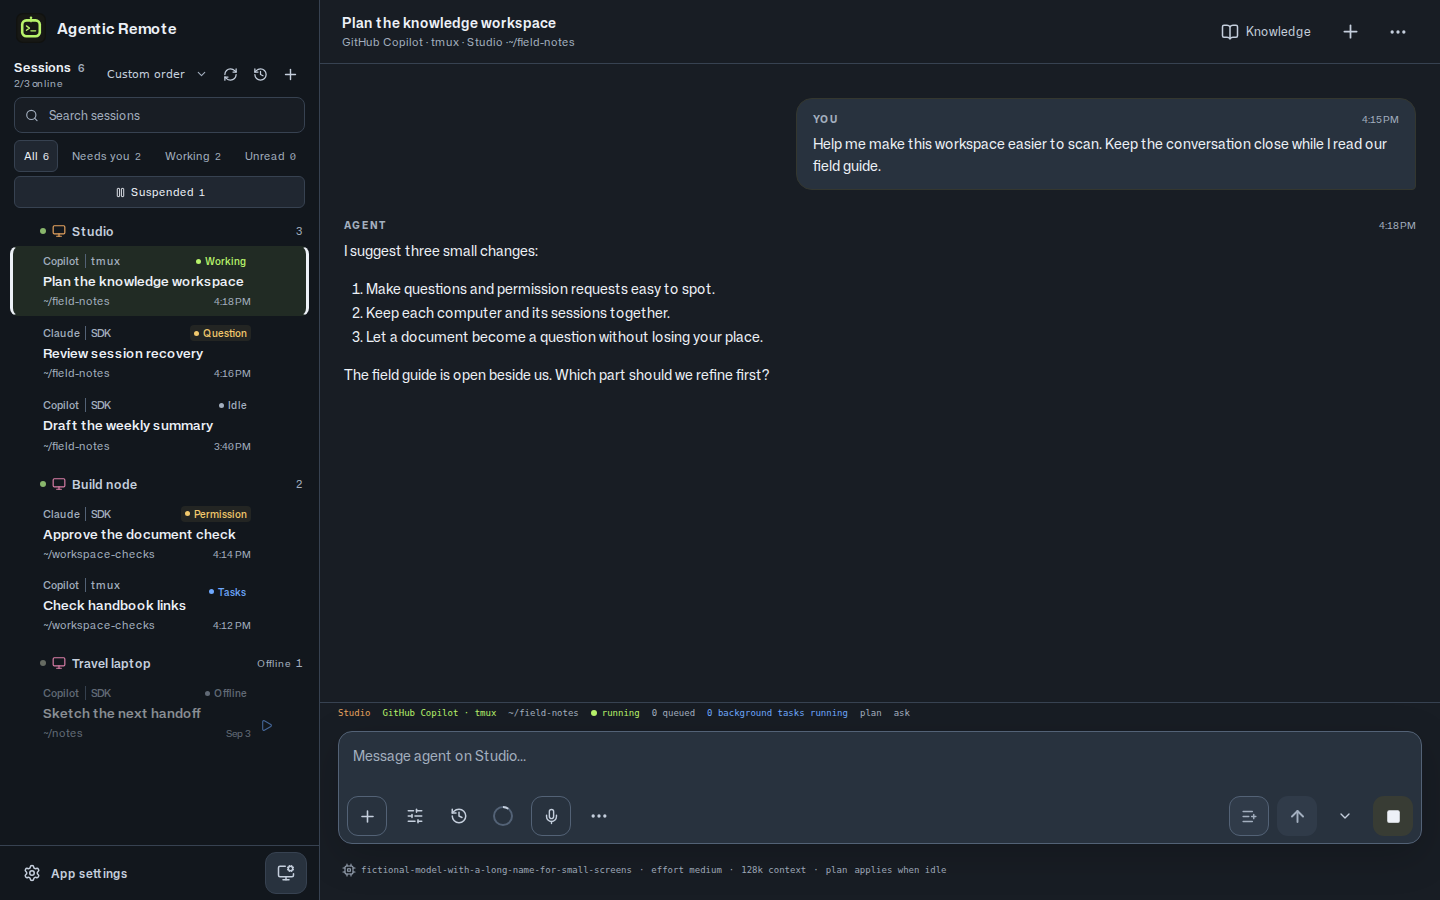 Agentic Remote
Sessions 6
2/3 online
Custom order
Search sessions
All 6
Needs you 2
Working 2
Unread 0
Suspended 1
Studio 3
Copilot | tmux
Working
Plan the knowledge workspace
~/field-notes 4:18 PM
Claude | SDK
Question
Review session recovery
~/field-notes 4:16 PM
Copilot | SDK
Idle
Draft the weekly summary
~/field-notes 3:40 PM
Build node 2
Claude | SDK
Permission
Approve the document check
~/workspace-checks 4:14 PM
Copilot | tmux
Tasks
Check handbook links
~/workspace-checks 4:12 PM
Travel laptop Offline 1
Copilot | SDK
Offline
Sketch the next handoff
~/notes Sep 3
App settings
Plan the knowledge workspace
GitHub Copilot · tmux · Studio · ~/field-notes
Knowledge
YOU 4:15 PM
Help me make this workspace easier to scan. Keep the conversation close while I read our
field guide.
AGENT 4:18 PM
I suggest three small changes:
1. Make questions and permission requests easy to spot.
2. Keep each computer and its sessions together.
3. Let a document become a question without losing your place.
The field guide is open beside us. Which part should we refine first?
Studio GitHub Copilot · tmux ~/field-notes running 0 queued 0 background tasks running plan ask
Message agent on Studio...
fictional-model-with-a-long-name-for-small-screens · effort medium · 128k context · plan applies when idle